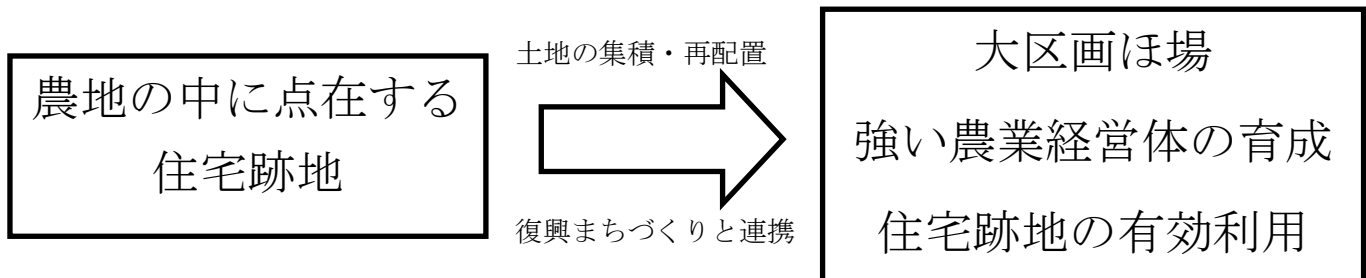 農地の中に点在する
住宅跡地
土地の集積・再配置
復興まちづくりと連携
大区画ほ場
強い農業経営体の育成
住宅跡地の有効利用